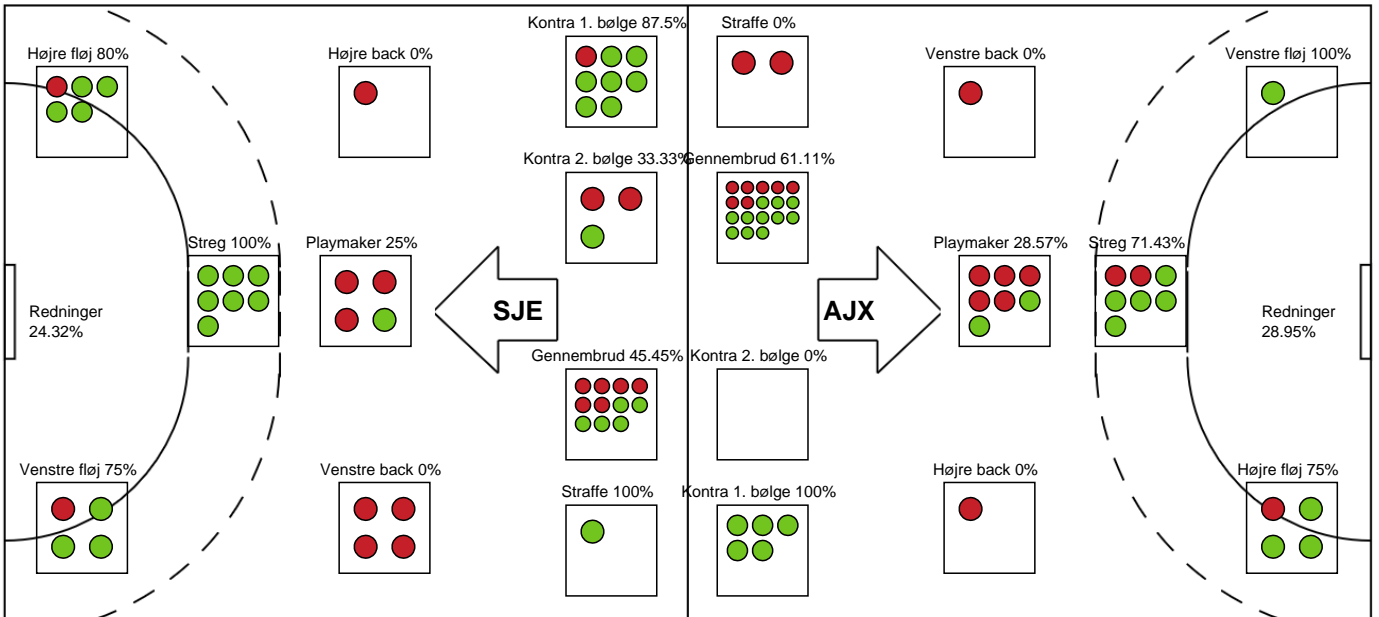 Kontra 1. bølge 87.5%
Straffe 0%
Højre fløj 80%
Højre back 0%
Venstre back 0%
Venstre fløj 100%
Kontra 2. bølge 33.33%
Gennembrud 61.11%
Streg 100%
Playmaker 25%
Playmaker 28.57%
Streg 71.43%
Redninger
24.32%
SJE
AJX
Redninger
28.95%
Gennembrud 45.45%
Kontra 2. bølge 0%
Venstre fløj 75%
Venstre back 0%
Straffe 100%
Kontra 1. bølge 100%
Højre back 0%
Højre fløj 75%